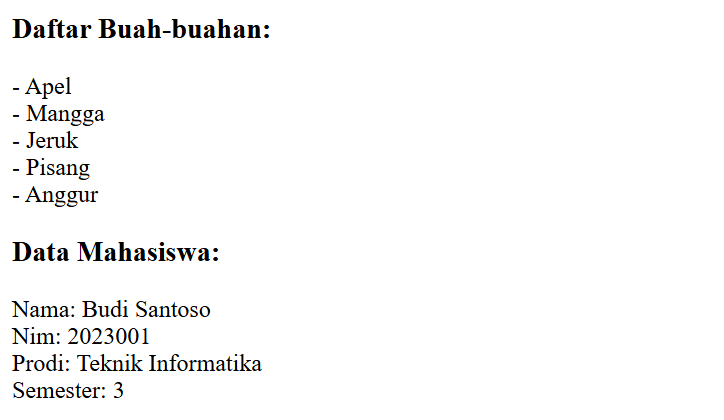 Daftar Buah-buahan:
- Apel
- Mangga
- Jeruk
- Pisang
- Anggur
Data Mahasiswa:
Nama: Budi Santoso
Nim: 2023001
Prodi: Teknik Informatika
Semester: 3